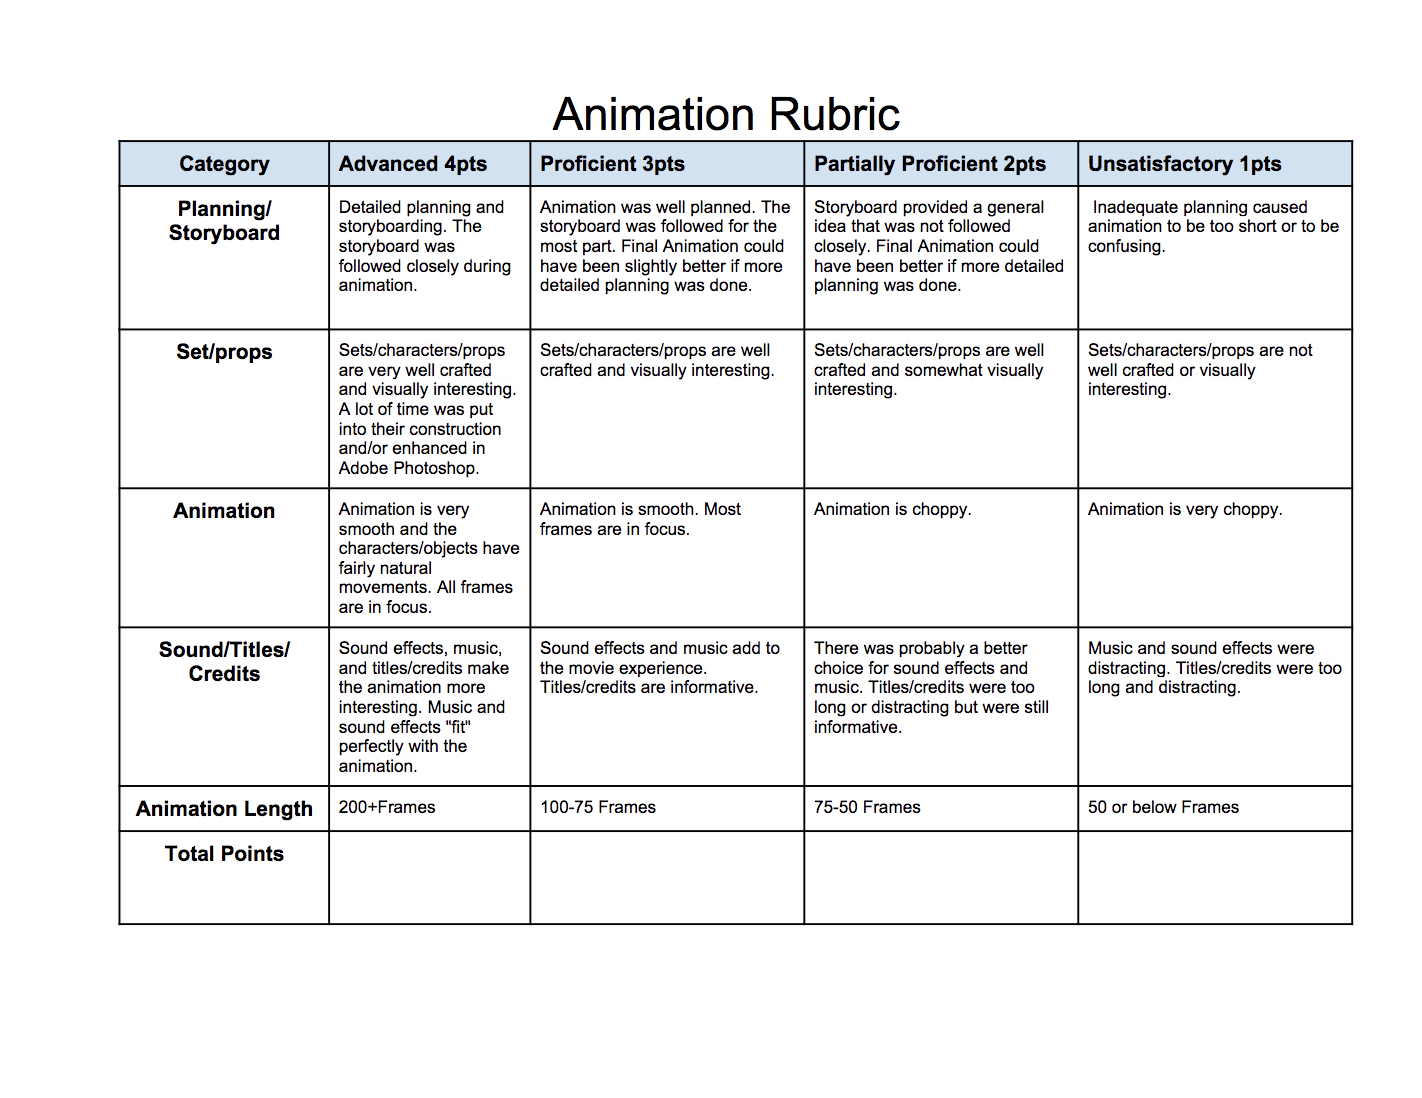 Animation Rubric
Category
Advanced 4pts
Proficient 3pts
Partially Proficient 2pts
Unsatisfactory 1pts
Planning/
Storyboard
Detailed planning and
storyboarding. The
storyboard was
followed closely during
animation.
Animation was well planned. The
storyboard was followed for the
most part. Final Animation could
have been slightly better if more
detailed planning was done.
Storyboard provided a general
idea that was not followed
closely. Final Animation could
have been better if more detailed
planning was done.
Inadequate planning caused
animation to be too short or to be
confusing.
Set/props
Sets/characters/props
are very well crafted
and visually interesting.
A lot of time was put
into their construction
and/or enhanced in
Adobe Photoshop.
Sets/characters/props are well
crafted and visually interesting.
Sets/characters/props are well
crafted and somewhat visually
interesting.
Sets/characters/props are not
well crafted or visually
interesting.
Animation
Animation is very
smooth and the
characters/objects have
fairly natural
movements. All frames
are in focus.
Animation is smooth. Most
frames are in focus.
Animation is choppy.
Animation is very choppy.
Sound/Titles/
Credits
Sound effects, music,
and titles/credits make
the animation more
interesting. Music and
sound effects "fit"
perfectly with the
animation.
Sound effects and music add to
the movie experience.
Titles/credits are informative.
There was probably a better
choice for sound effects and
music. Titles/credits were too
long or distracting but were still
informative.
Music and sound effects were
distracting. Titles/credits were too
long and distracting.
Animation Length
200+Frames
100-75 Frames
75-50 Frames
50 or below Frames
Total Points